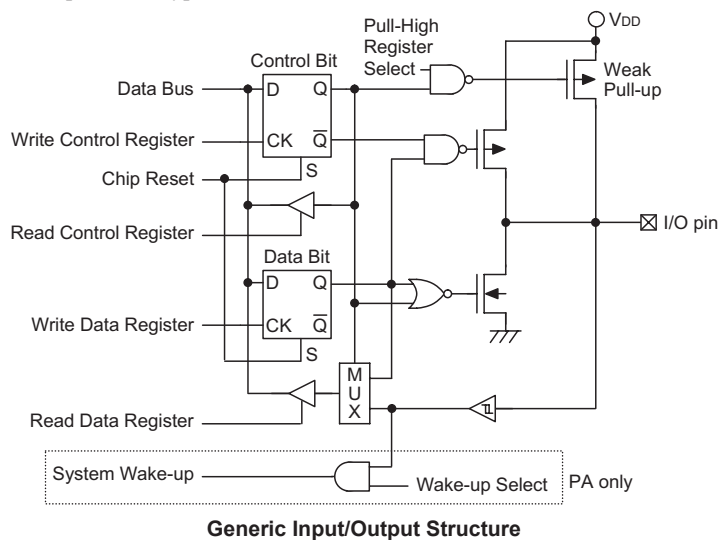 VDD
Pull-High
Register
Select
Weak
Pull-up
Control Bit
Data Bus
D
Q
Write Control Register
CK
Q
S
Chip Reset
I/O pin
Read Control Register
Data Bit
D
Q
Write Data Register
CK
Q
S
M
U
X
Read Data Register
System Wake-up
Wake-up Select
PA only
Generic Input/Output Structure